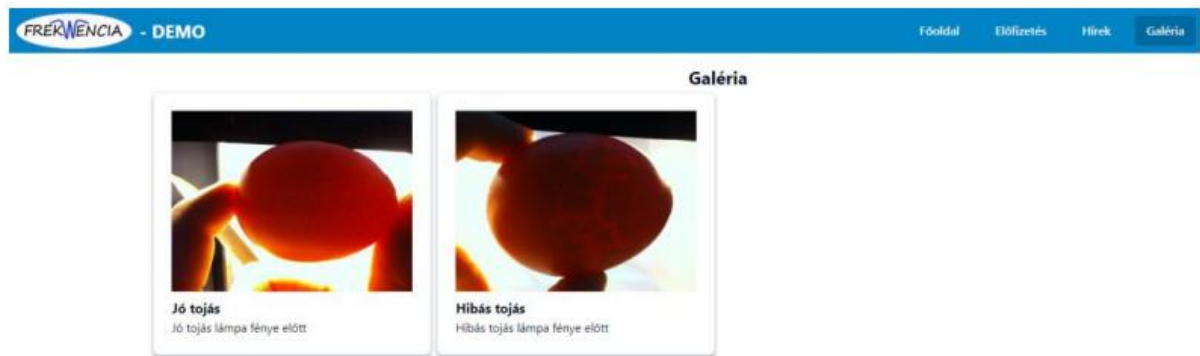 FREKWENCIA - DEMO
Főoldal Előfizetés Hírek Galéria
Galéria
Jó tojás
Jó tojás lámpa fénye előtt
Hibás tojás
Hibás tojás lámpa fénye előtt